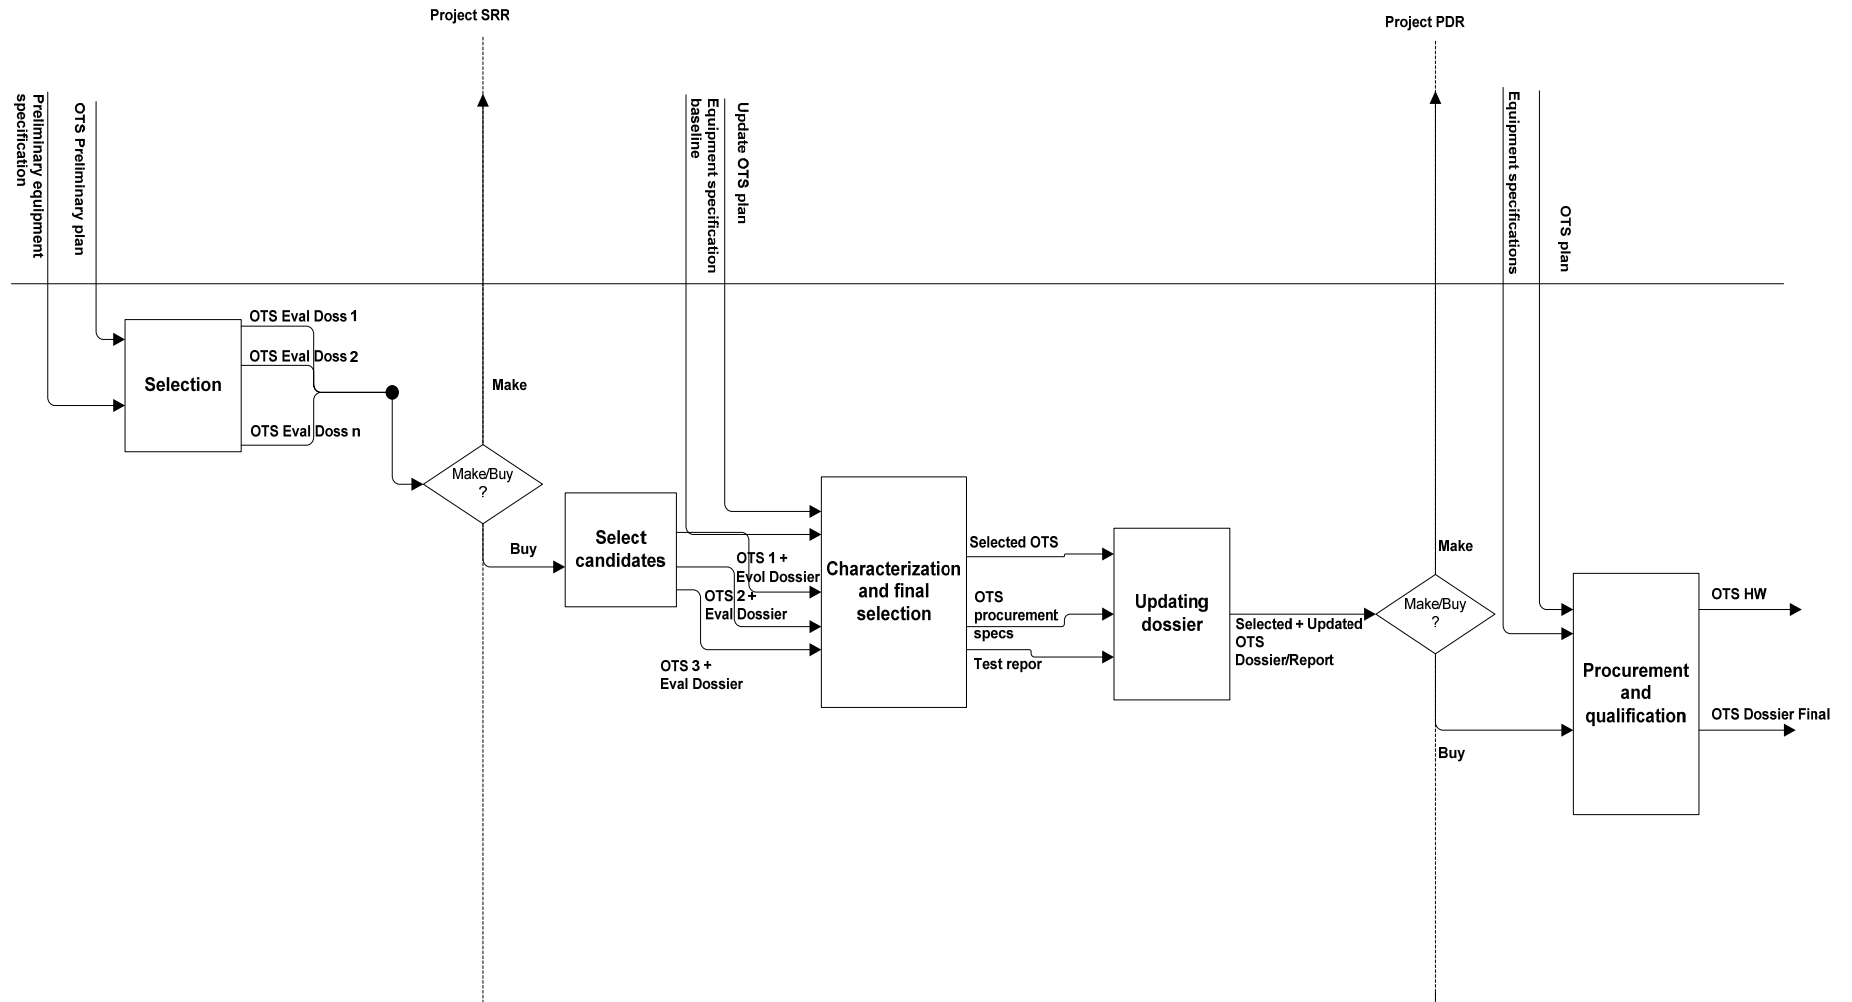 Project SRR
Project PDR
Preliminary equipment
specification
OTS Preliminary plan
Equipment specification
baseline
Update OTS plan
Equipment specifications
OTS plan
OTS Eval Doss 1
OTS Eval Doss 2
OTS Eval Doss n
Selection
Make
Make/Buy
?
Buy
Select
candidates
OTS 1 +
Evol Dossier
OTS 2 +
Eval Dossier
OTS 3 +
Eval Dossier
Characterization
and final
selection
Selected OTS
OTS
procurement
specs
Test repor
Updating
dossier
Selected + Updated
OTS
Dossier/Report
Make
Make/Buy
?
Buy
Procurement
and
qualification
OTS HW
OTS Dossier Final